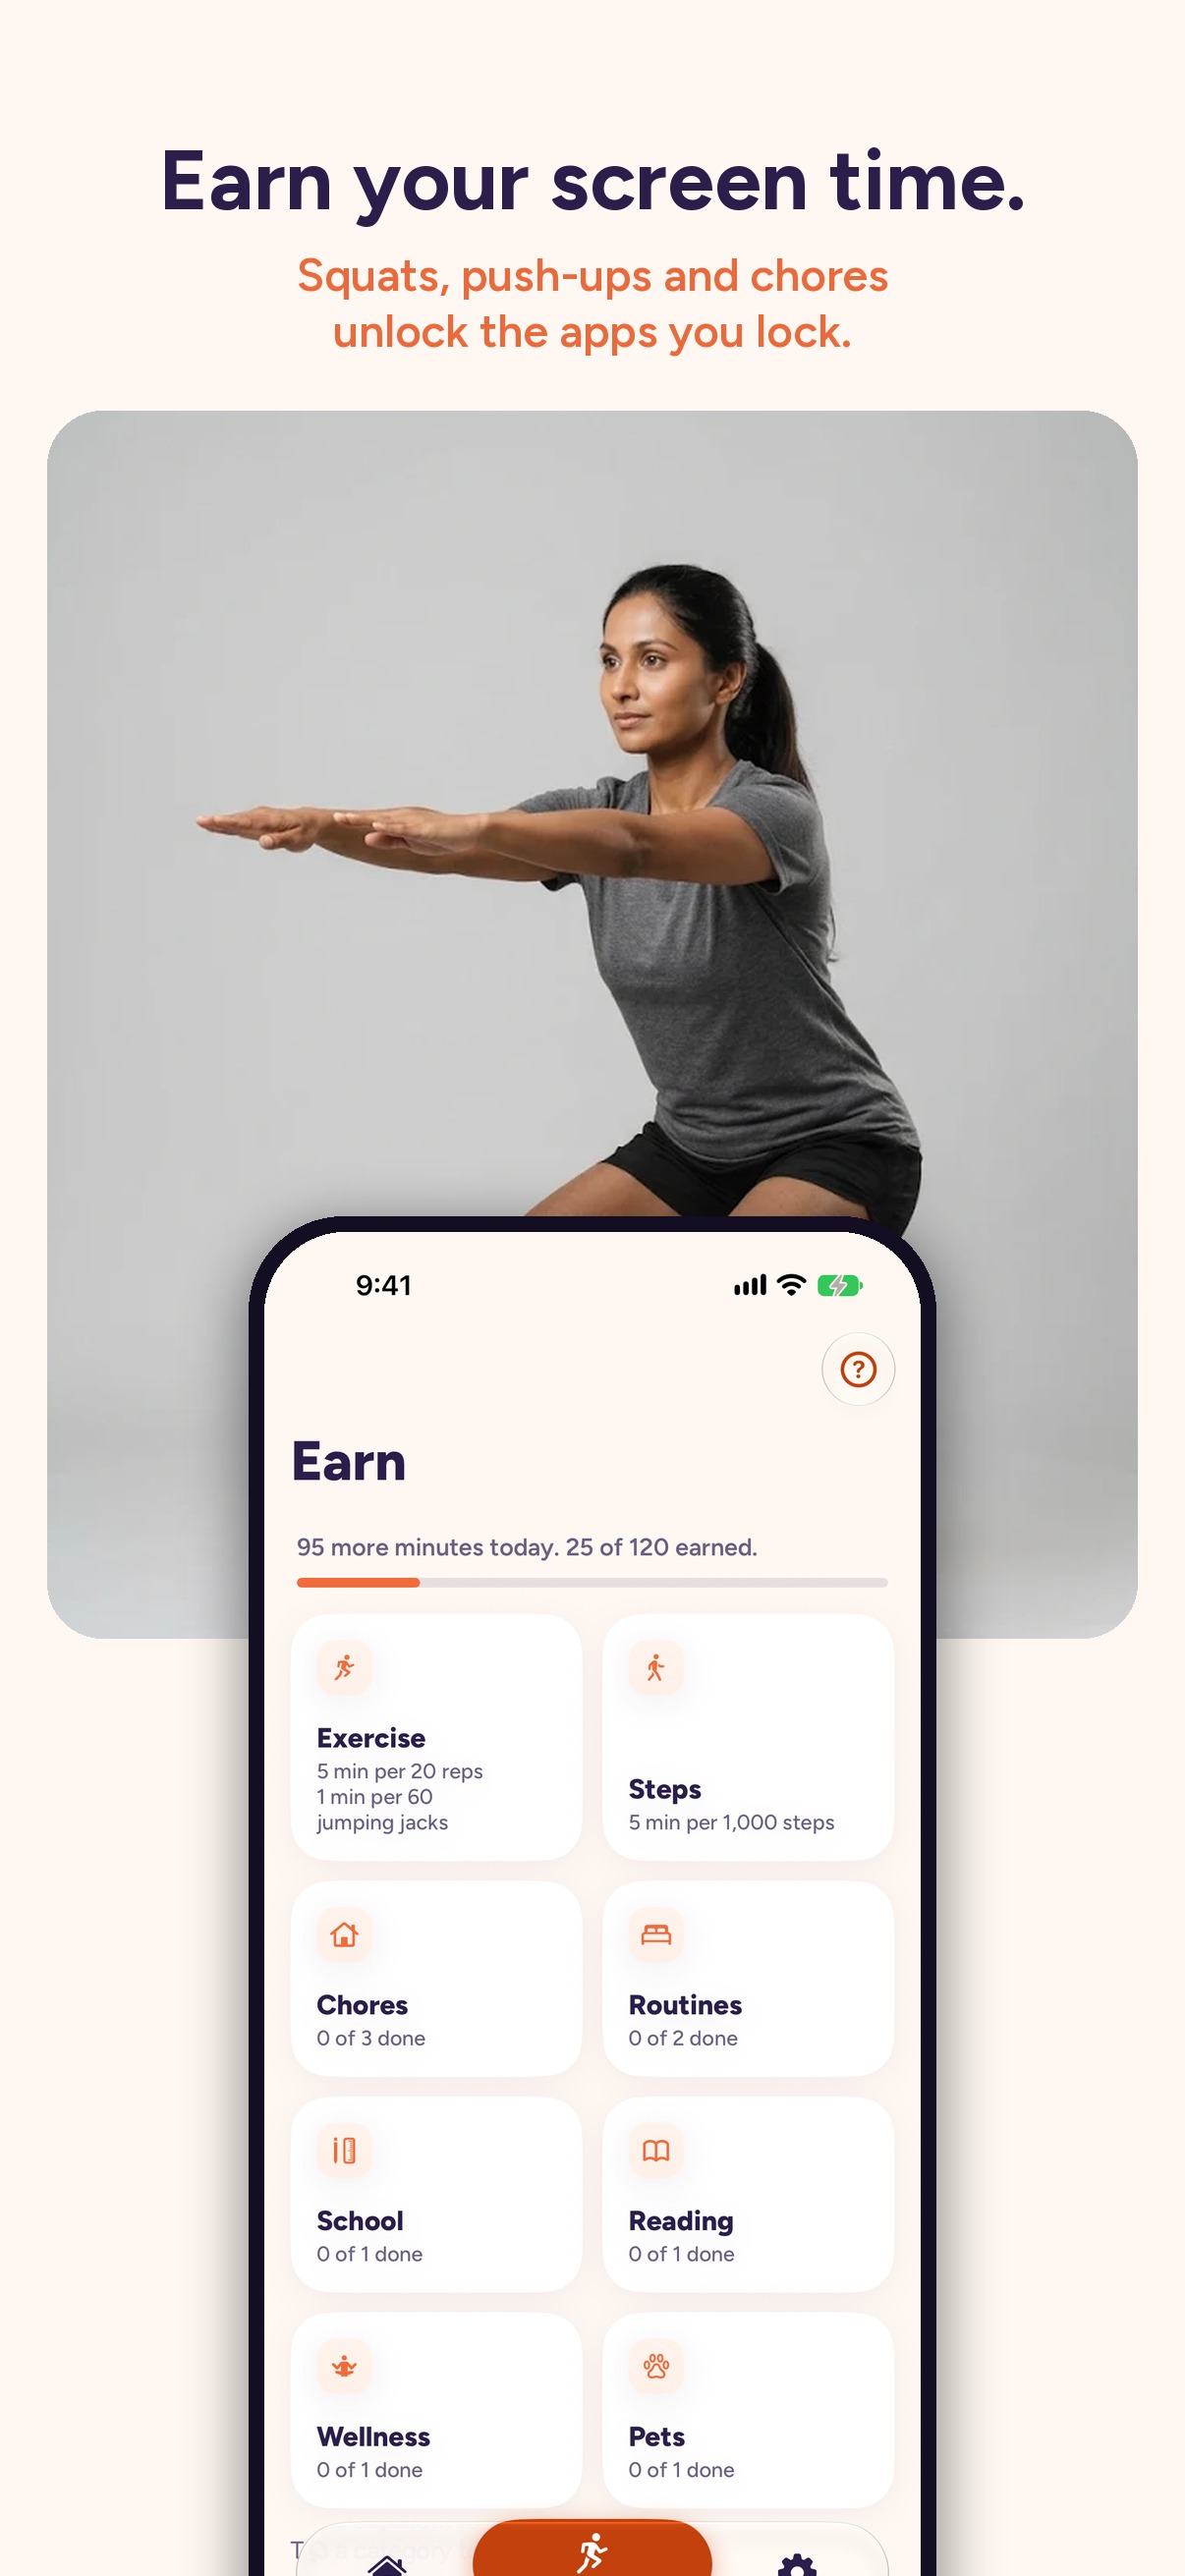 Earn your screen time.
Squats, push-ups and chores
unlock the apps you lock.
9:41
Earn
95 more minutes today. 25 of 120 earned.
Exercise
5 min per 20 reps
1 min per 60
jumping jacks
Steps
5 min per 1,000 steps
Chores
0 of 3 done
Routines
0 of 2 done
School
0 of 1 done
Reading
0 of 1 done
Wellness
0 of 1 done
Pets
0 of 1 done
a category